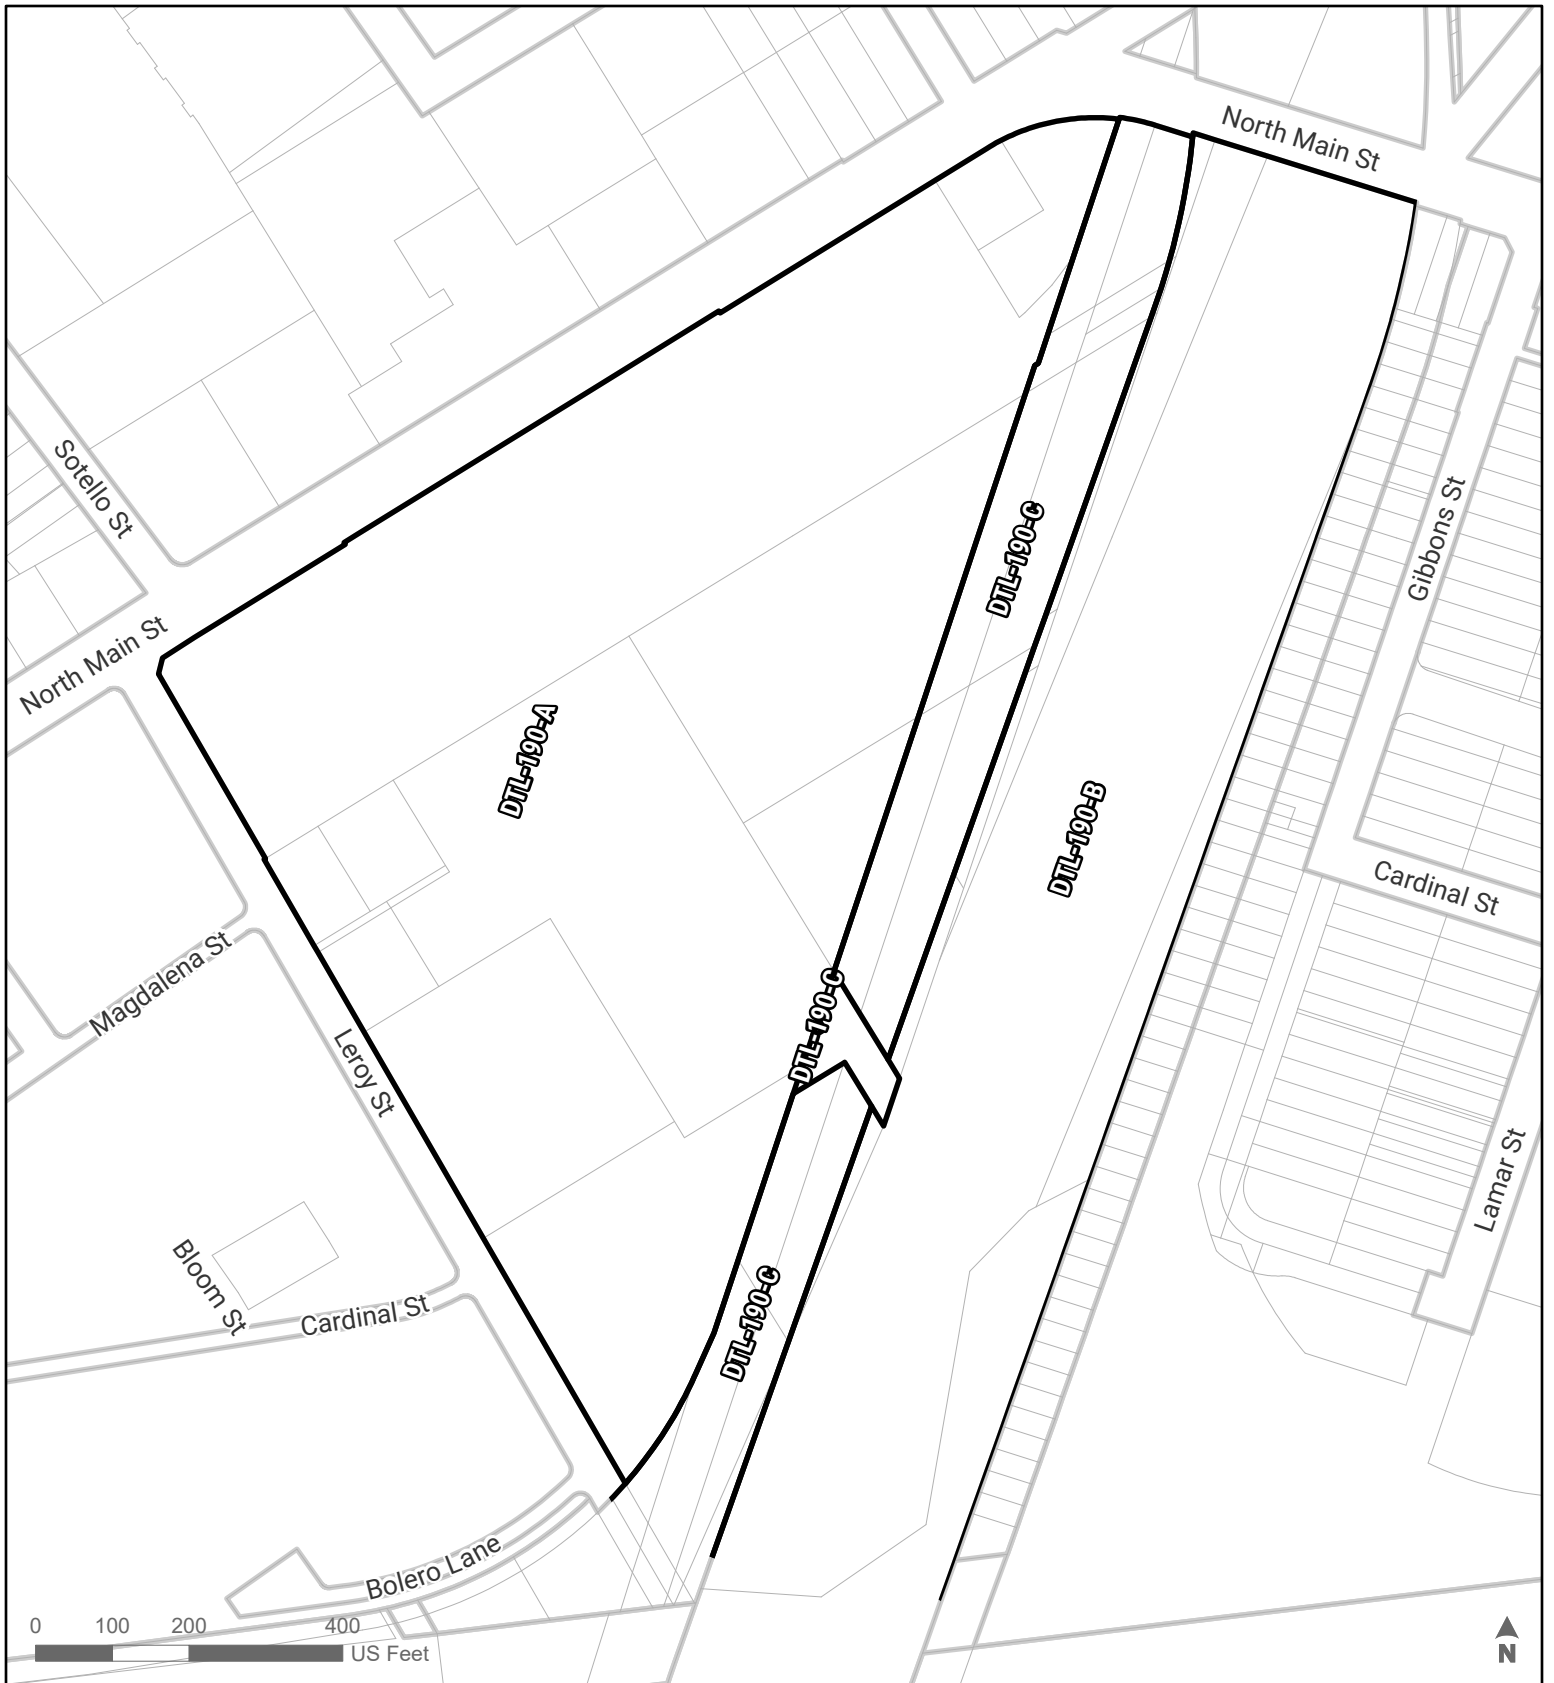 North Main St
Sotello St
Gibbons St
DTL-190-C
North Main St
DTL-190-A
DTL-190-B
Cardinal St
Magdalena St
DTL-190-C
Leroy St
Lamar St
Bloom St
Cardinal St
DTL-190-C
Bolero Lane
0 100 200 400
US Feet
N